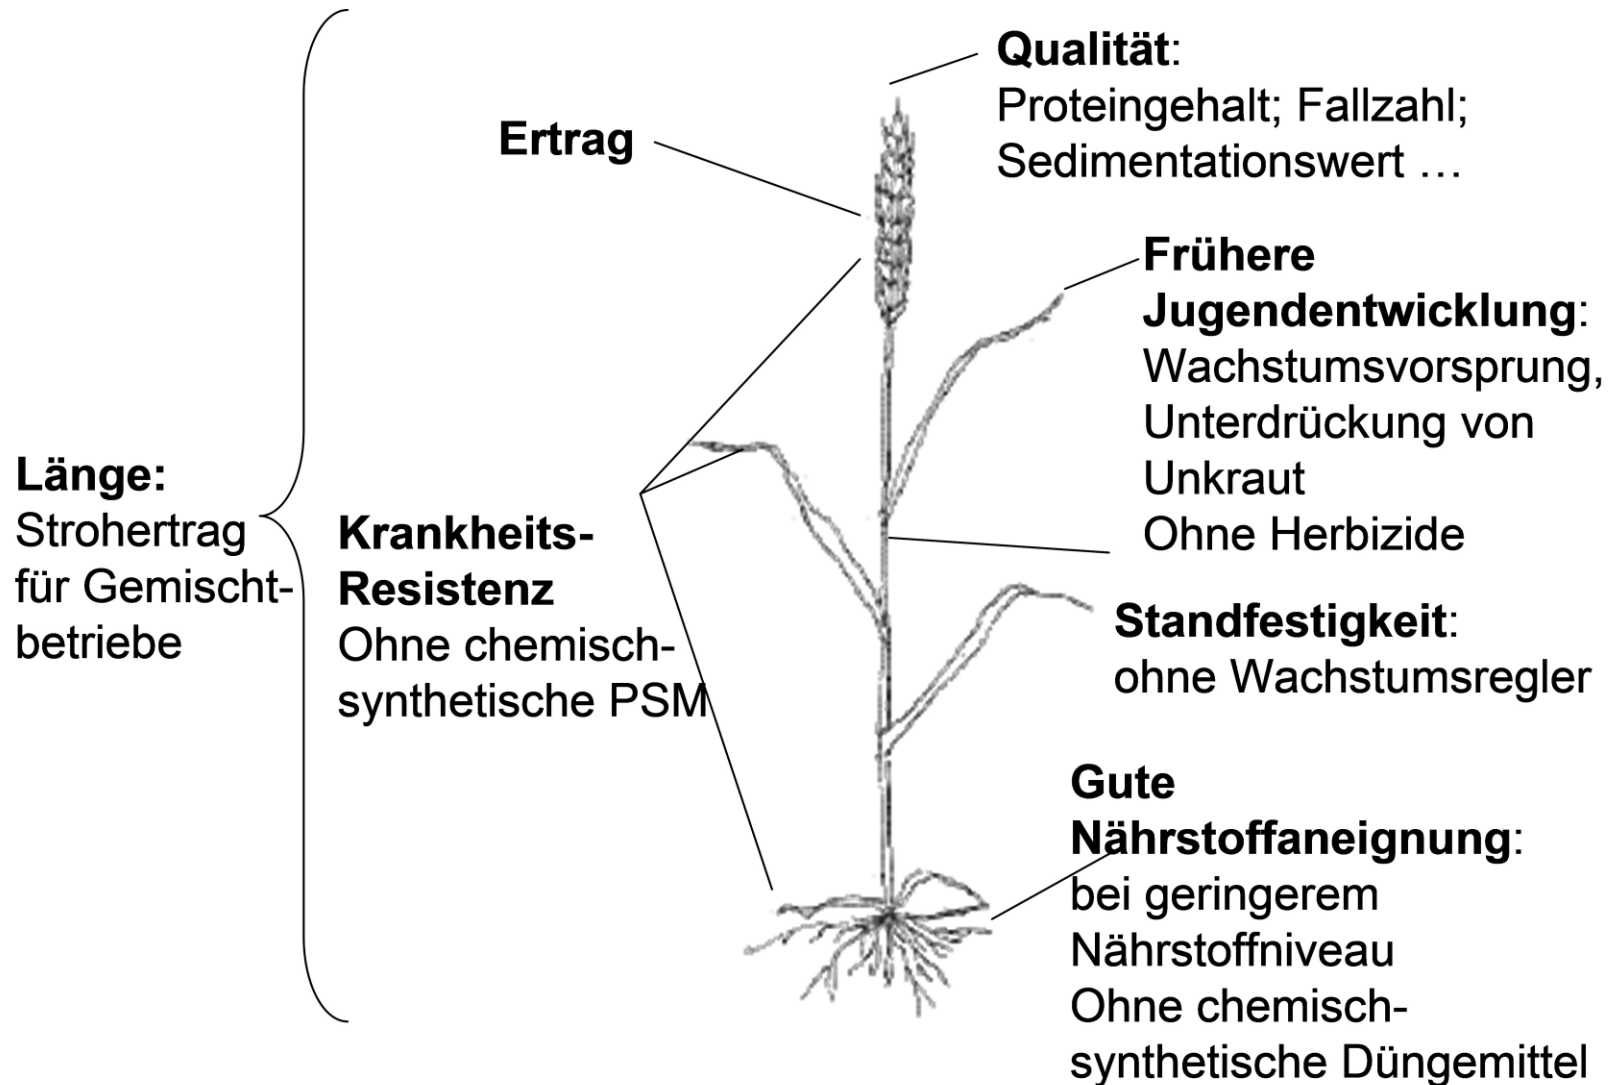 Qualität:
Proteingehalt; Fallzahl;
Sedimentationswert …
Ertrag
Frühere
Jugendentwicklung:
Wachstumsvorsprung,
Unterdrückung von
Unkraut
Ohne Herbizide
Länge:
Strohertrag
für Gemischt-
betriebe
Krankheits-
Resistenz
Ohne chemisch-
synthetische PSM
Standfestigkeit:
ohne Wachstumsregler
Gute
Nährstoffaneignung:
bei geringerem
Nährstoffniveau
Ohne chemisch-
synthetische Düngemittel